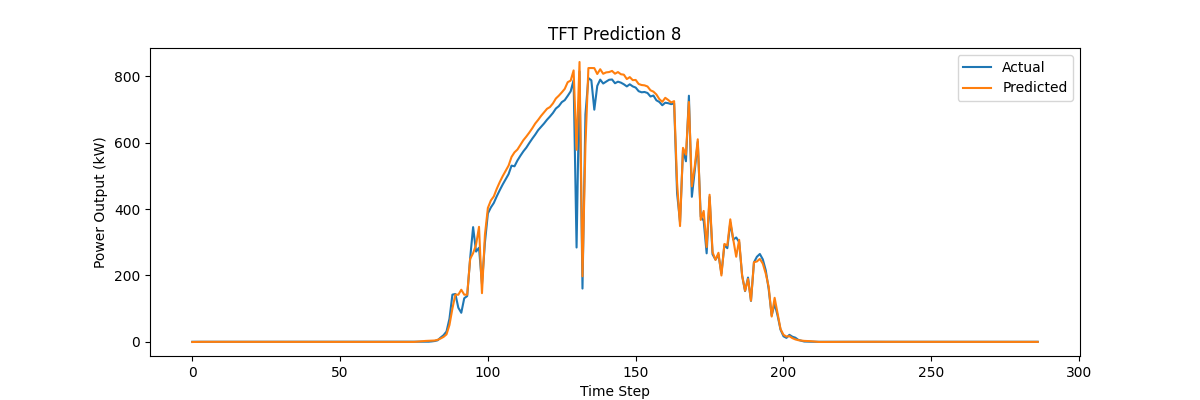 TFT Prediction 8
Actual
Predicted
Power Output (kW)
800
600
400
200
0
0 50 100 150 200 250 300
Time Step